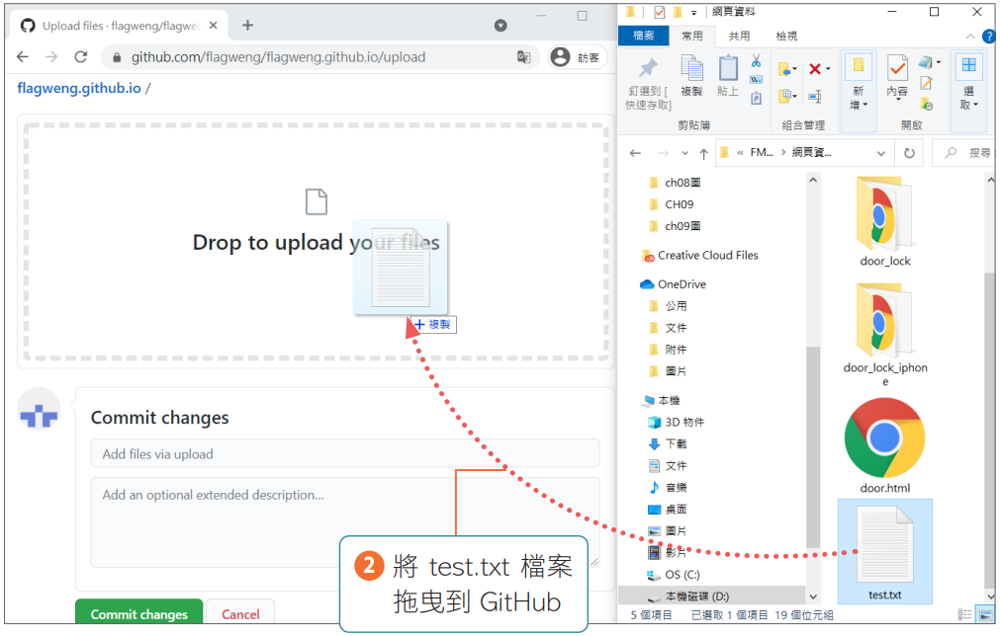 Upload files · flagweng/flagwen
github.com/flagweng/flagweng.github.io/upload
訪客
flagweng.github.io /
Drop to upload your files
複製
Commit changes
Add files via upload
Add an optional extended description...
Commit changes
Cancel
2 將 test.txt 檔案
拖曳到 GitHub
網頁資料
檔案 常用 共用 檢視
釘選到 [
快速存取]
複製
貼上
新
增
內容
選
取
剪貼簿
組合管理
開啟
« FM... > 網頁資...
搜尋
ch08圖
CH09
ch09圖
Creative Cloud Files
OneDrive
公用
文件
附件
圖片
本機
3D 物件
下載
文件
音樂
桌面
圖片
影片
OS (C:)
本機磁碟 (D:)
door_lock
door_lock_iphon
e
door.html
test.txt
5 個項目 已選取 1 個項目 19 個位元組